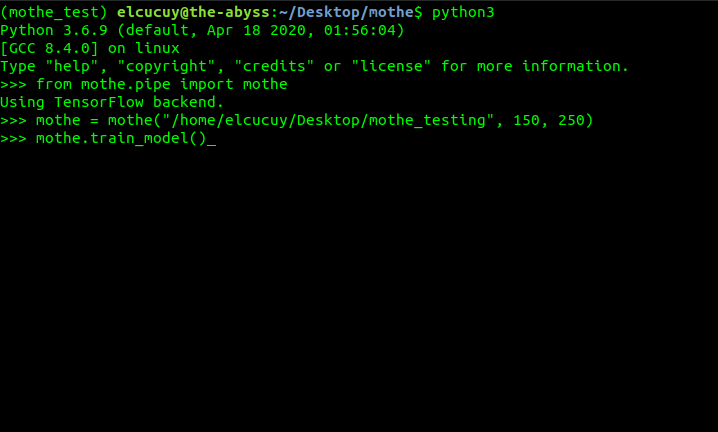 (mothe_test) elcucuy@the-abyss:~/Desktop/mothe$ python3
Python 3.6.9 (default, Apr 18 2020, 01:56:04)
[GCC 8.4.0] on linux
Type "help", "copyright", "credits" or "license" for more information.
>>> from mothe.pipe import mothe
Using TensorFlow backend.
>>> mothe = mothe("/home/elcucuy/Desktop/mothe_testing", 150, 250)
>>> mothe.train_model()_